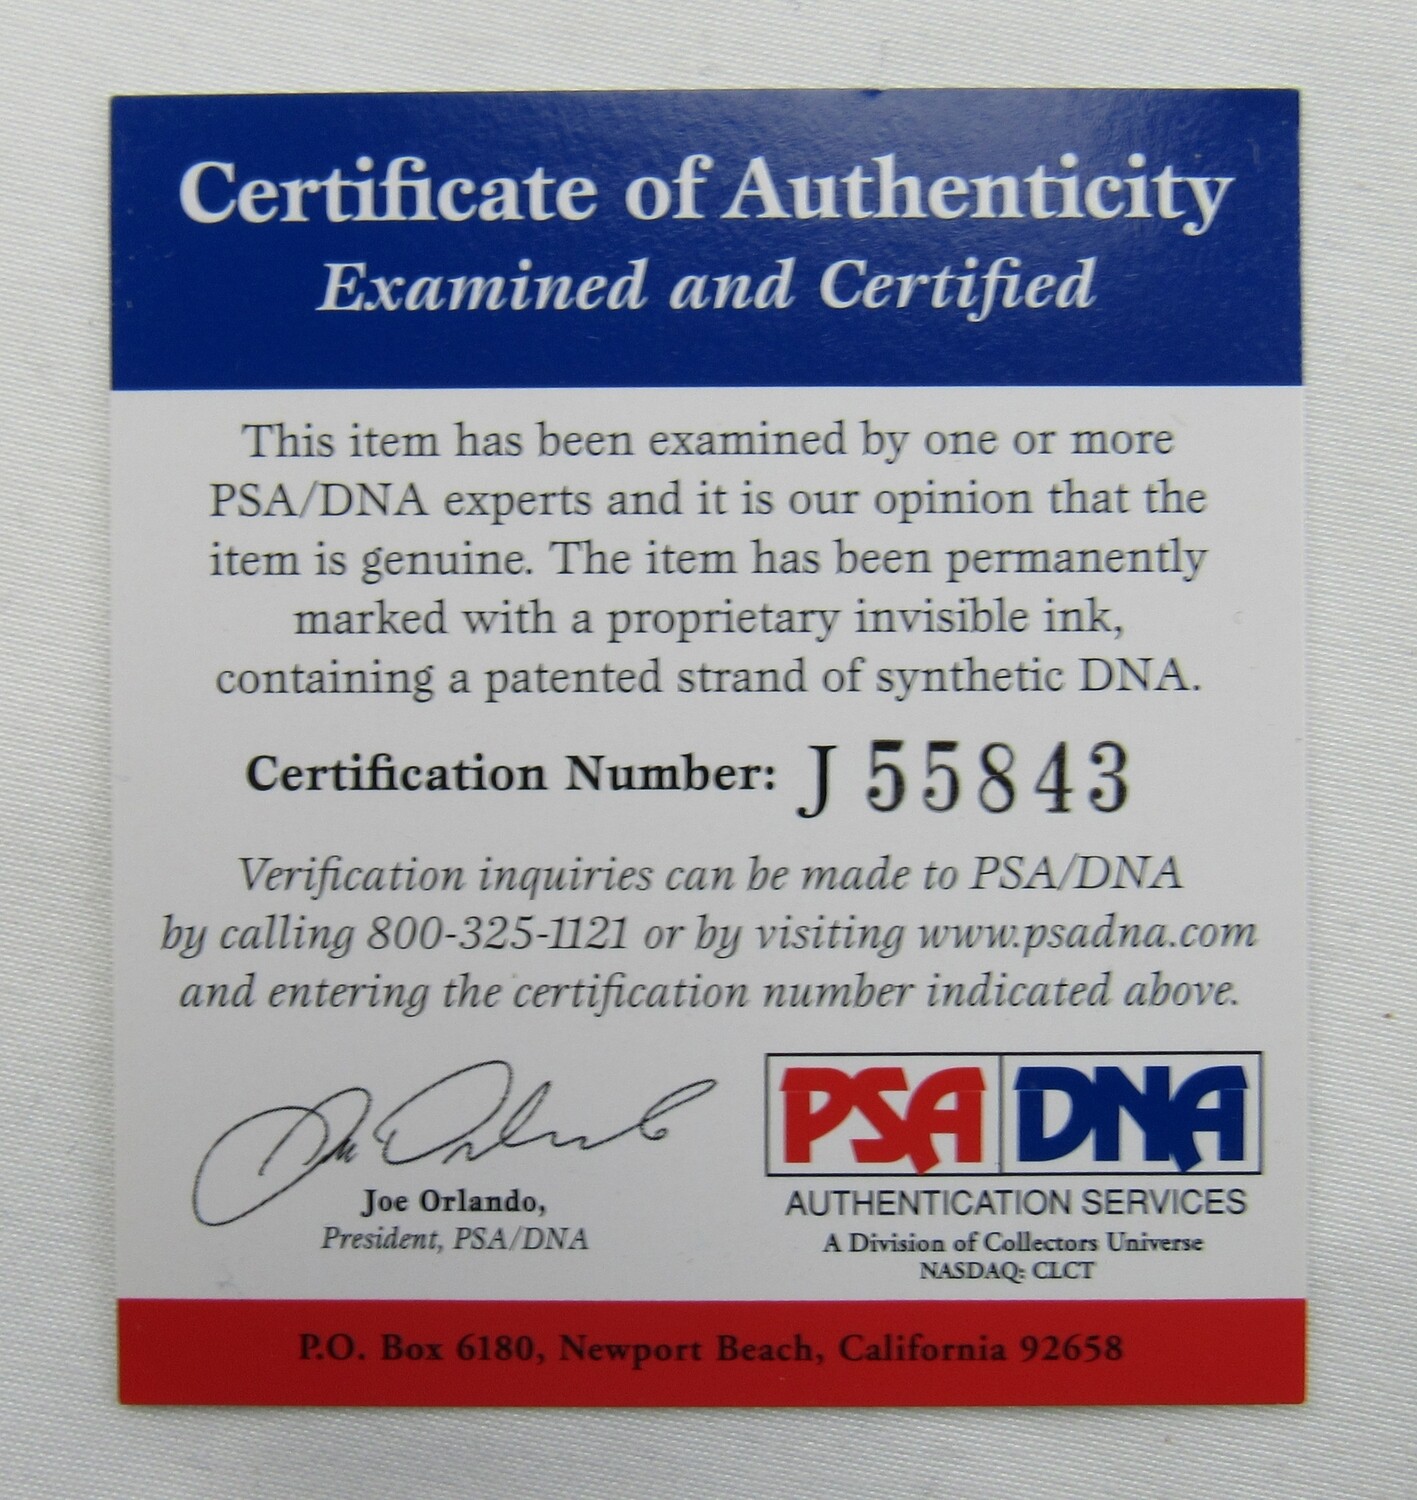 Certificate of Authenticity
Examined and Certified
This item has been examined by one or more
PSA/DNA experts and it is our opinion that the
item is genuine. The item has been permanently
marked with a proprietary invisible ink,
containing a patented strand of synthetic DNA.
Certification Number: J 55843
Verification inquiries can be made to PSA/DNA
by calling 800-325-1121 or by visiting www.psadna.com
and entering the certification number indicated above.
Joe Orlando,
President, PSA/DNA
PSA DNA
AUTHENTICATION SERVICES
A Division of Collectors Universe
NASDAQ: CLCT
P.O. Box 6180, Newport Beach, California 92658